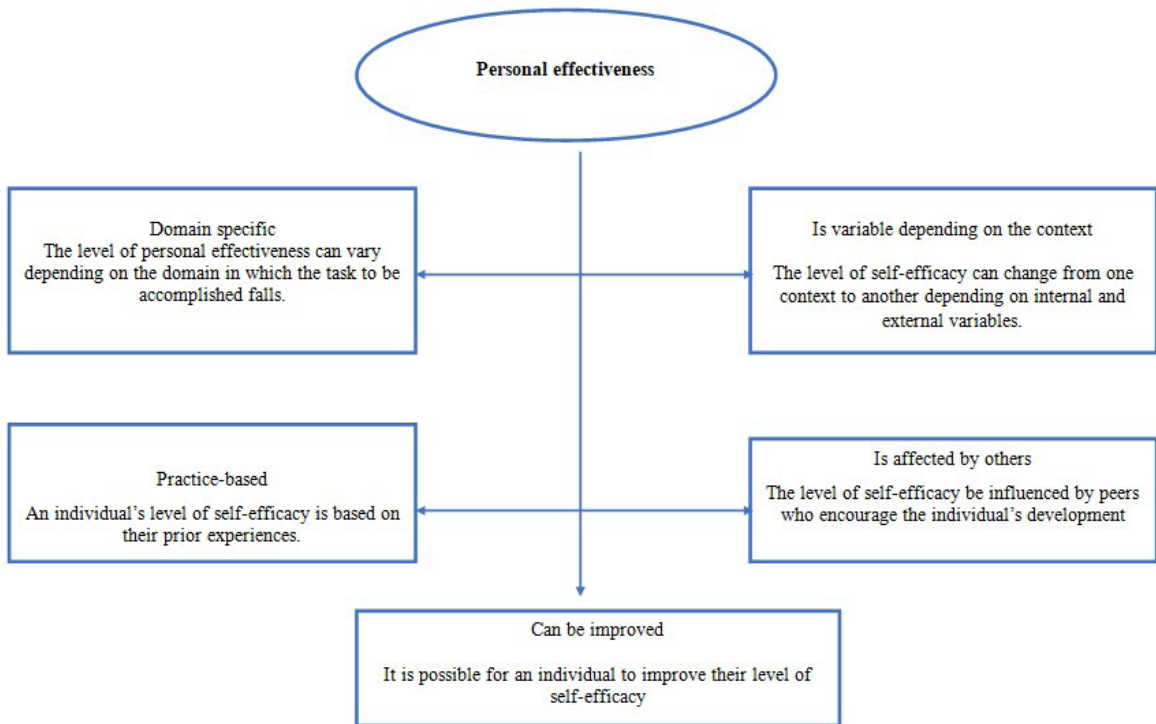 Personal effectiveness
Domain specific
The level of personal effectiveness can vary
depending on the domain in which the task to be
accomplished falls.
Is variable depending on the context
The level of self-efficacy can change from one
context to another depending on internal and
external variables.
Practice-based
An individual’s level of self-efficacy is based on
their prior experiences.
Is affected by others
The level of self-efficacy be influenced by peers
who encourage the individual’s development
Can be improved
It is possible for an individual to improve their level of
self-efficacy